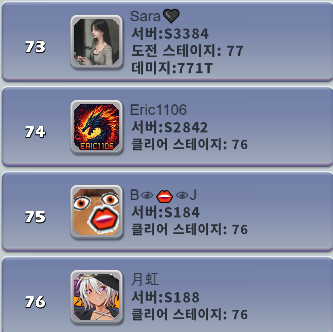 73
Sara🖤
서버:S3384
도전 스테이지: 77
데미지:771T
74
Eric1106
서버:S2842
클리어 스테이지: 76
ERIC1106
75
B👁️🫦👁️J
서버:S184
클리어 스테이지: 76
76
月虹
서버:S188
클리어 스테이지: 76